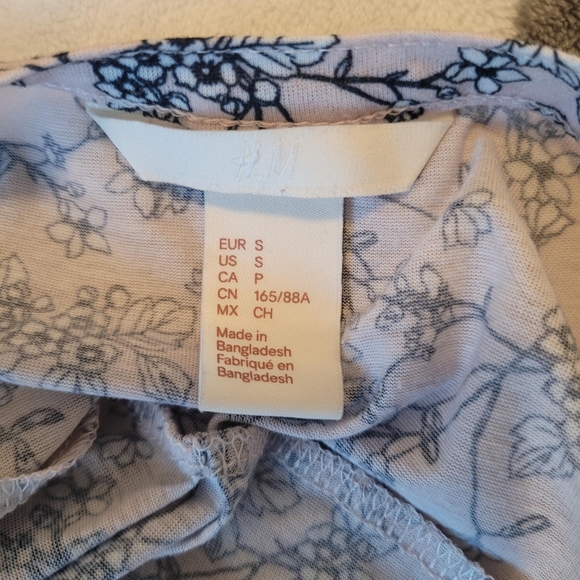 H&M
EUR S
US S
CA P
CN 165/88A
MX CH
Made in
Bangladesh
Fabriqué en
Bangladesh